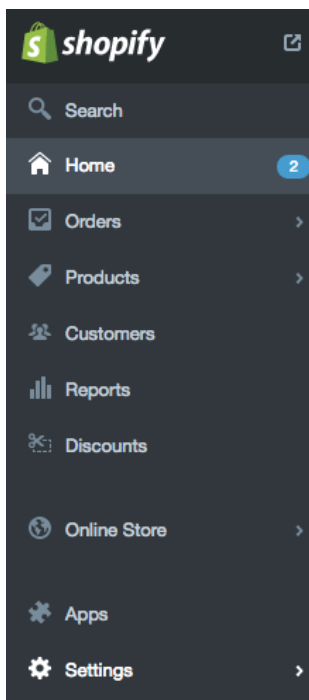 shopify
Search
Home 2
Orders
Products
Customers
Reports
Discounts
Online Store
Apps
Settings